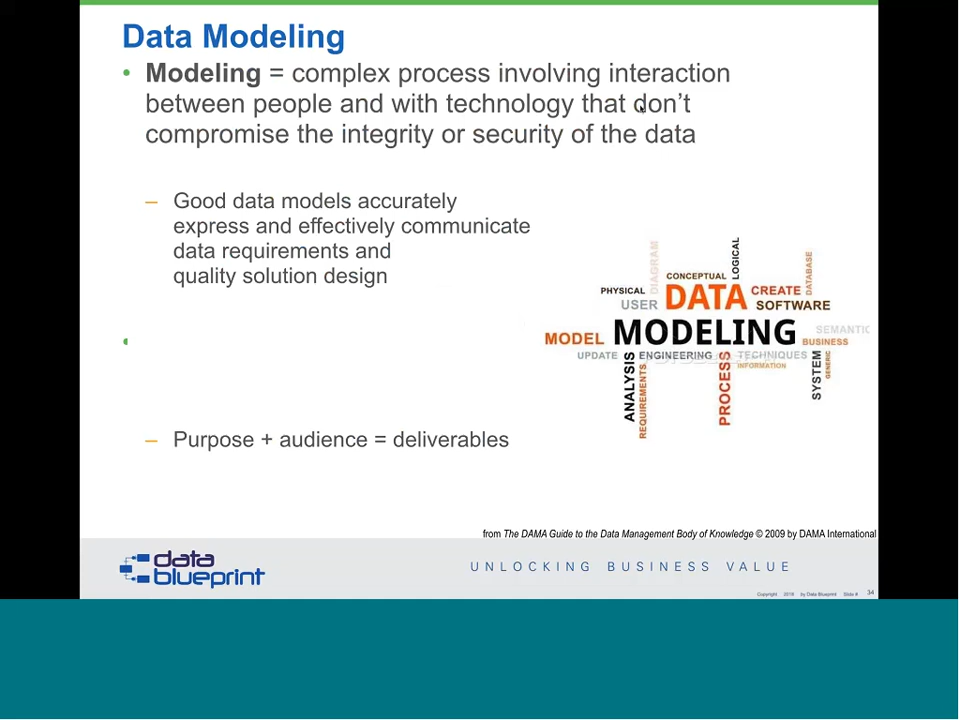 Data Modeling
• Modeling = complex process involving interaction
between people and with technology that don't
compromise the integrity or security of the data
– Good data models accurately
express and effectively communicate
data requirements and
quality solution design
– Purpose + audience = deliverables
LOGICAL
DIAGRAM
DATABASE
CONCEPTUAL
PHYSICAL
DATA
CREATE
USER
SOFTWARE
MODELING
SEMANTIC
MODEL
BUSINESS
UPDATE
ENGINEERING
TECHNIQUES
INFORMATION
ANALYSIS
REQUIREMENTS
PROCESS
SYSTEM
GENERIC
from The DAMA Guide to the Data Management Body of Knowledge © 2009 by DAMA International
data
blueprint
UNLOCKING BUSINESS VALUE
Copyright 2019 by Data Blueprint Slide # 34